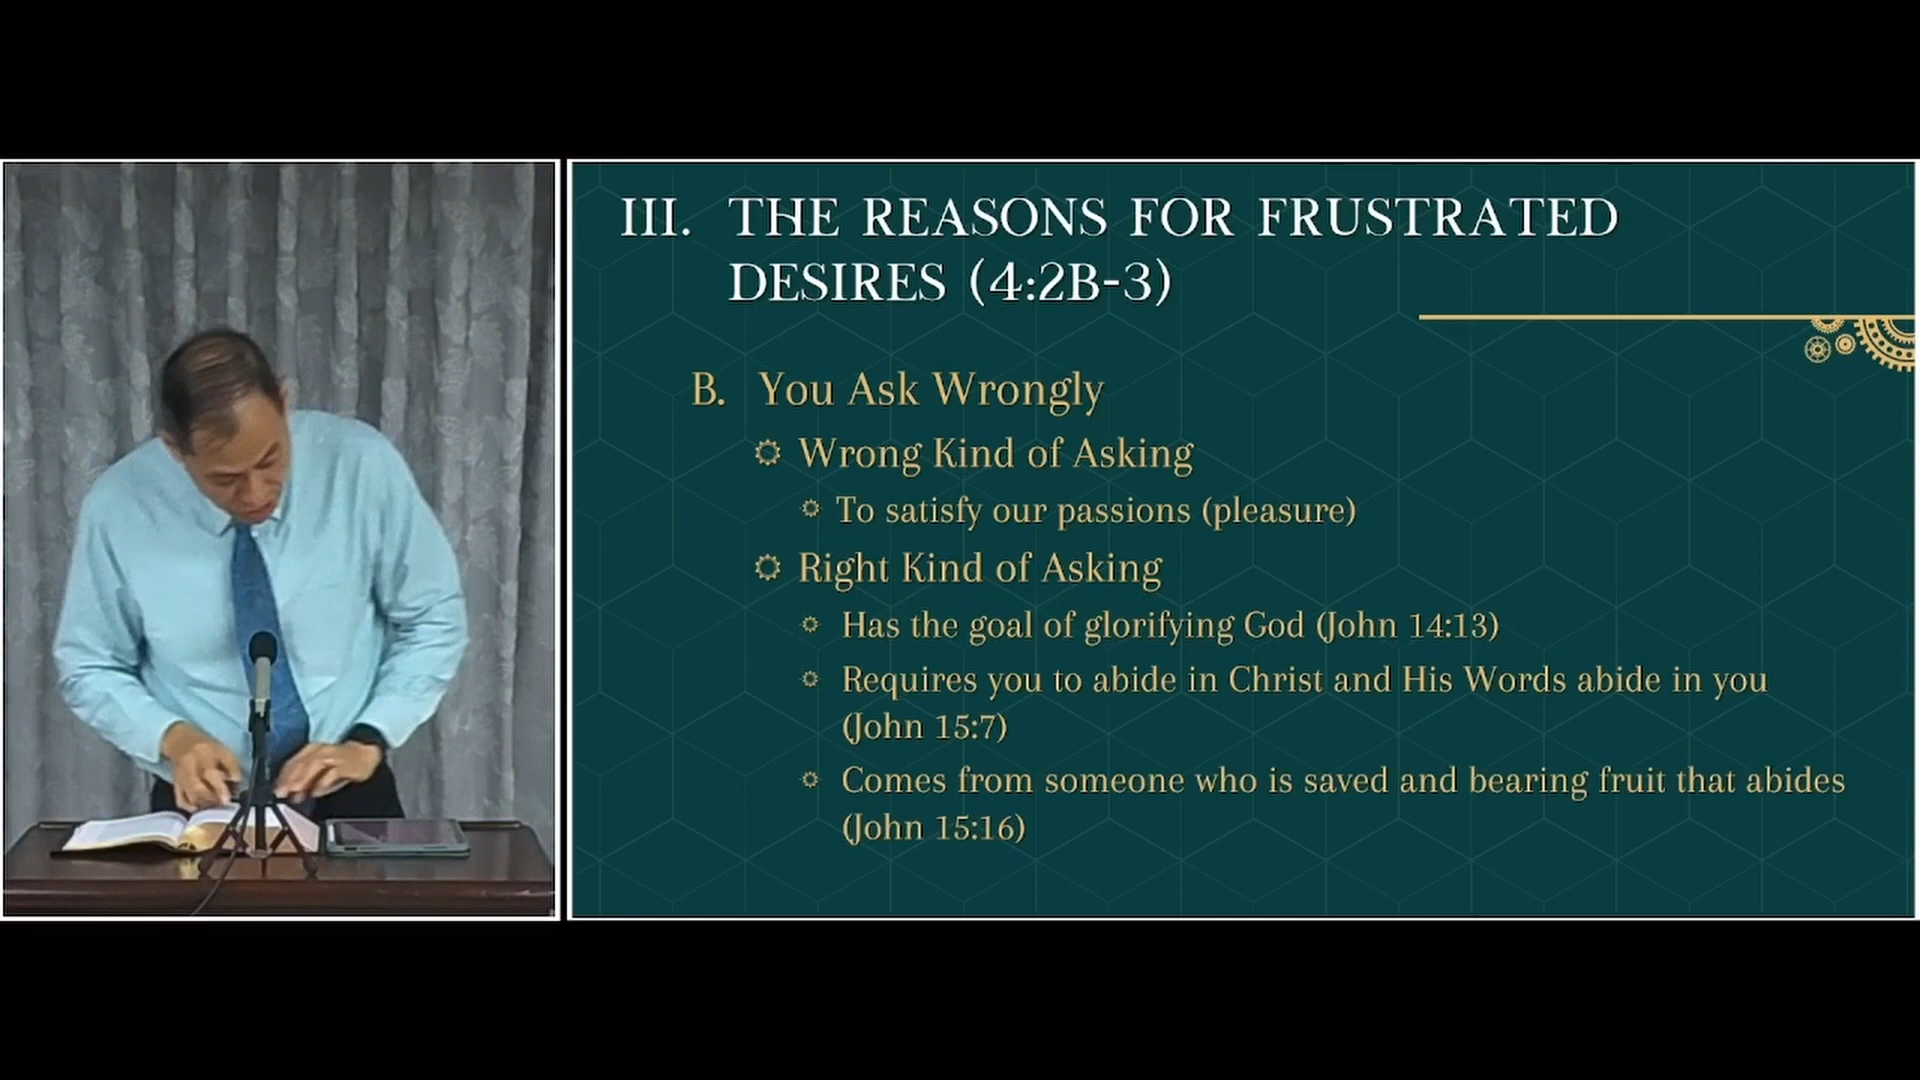 III. THE REASONS FOR FRUSTRATED
DESIRES (4:2B-3)
B. You Ask Wrongly
Wrong Kind of Asking
To satisfy our passions (pleasure)
Right Kind of Asking
Has the goal of glorifying God (John 14:13)
Requires you to abide in Christ and His Words abide in you
(John 15:7)
Comes from someone who is saved and bearing fruit that abides
(John 15:16)